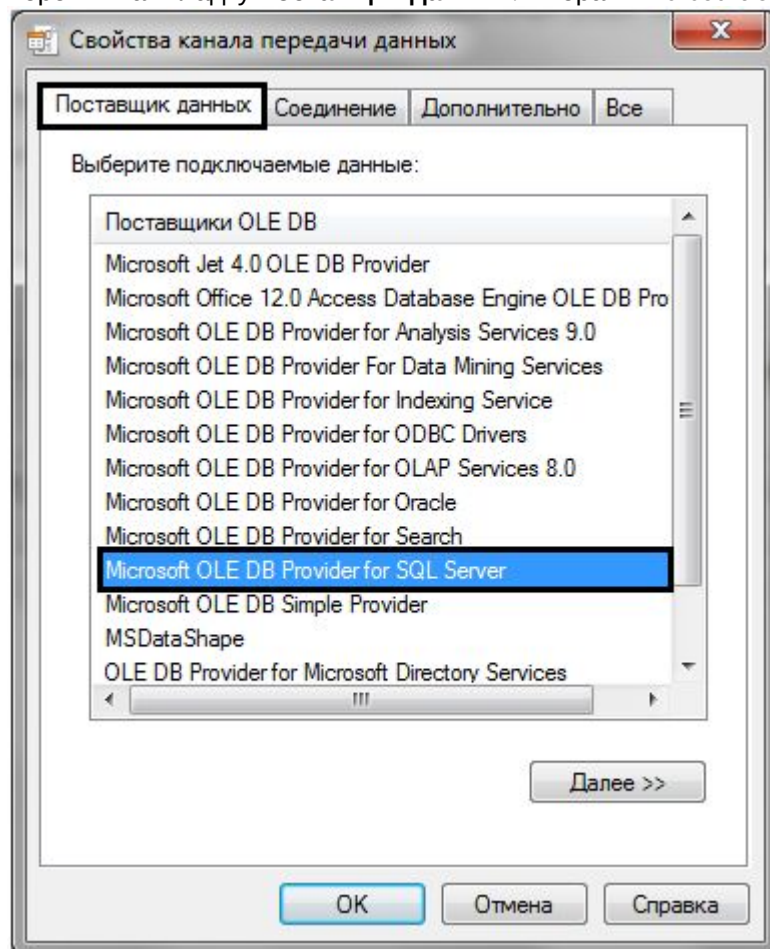 Свойства канала передачи данных
Поставщик данных Соединение Дополнительно Все
Выберите подключаемые данные:
Поставщики OLE DB
Microsoft Jet 4.0 OLE DB Provider
Microsoft Office 12.0 Access Database Engine OLE DB Pro
Microsoft OLE DB Provider for Analysis Services 9.0
Microsoft OLE DB Provider For Data Mining Services
Microsoft OLE DB Provider for Indexing Service
Microsoft OLE DB Provider for ODBC Drivers
Microsoft OLE DB Provider for OLAP Services 8.0
Microsoft OLE DB Provider for Oracle
Microsoft OLE DB Provider for Search
Microsoft OLE DB Provider for SQL Server
Microsoft OLE DB Simple Provider
MSDataShape
OLE DB Provider for Microsoft Directory Services
Далее >>
OK Отмена Справка